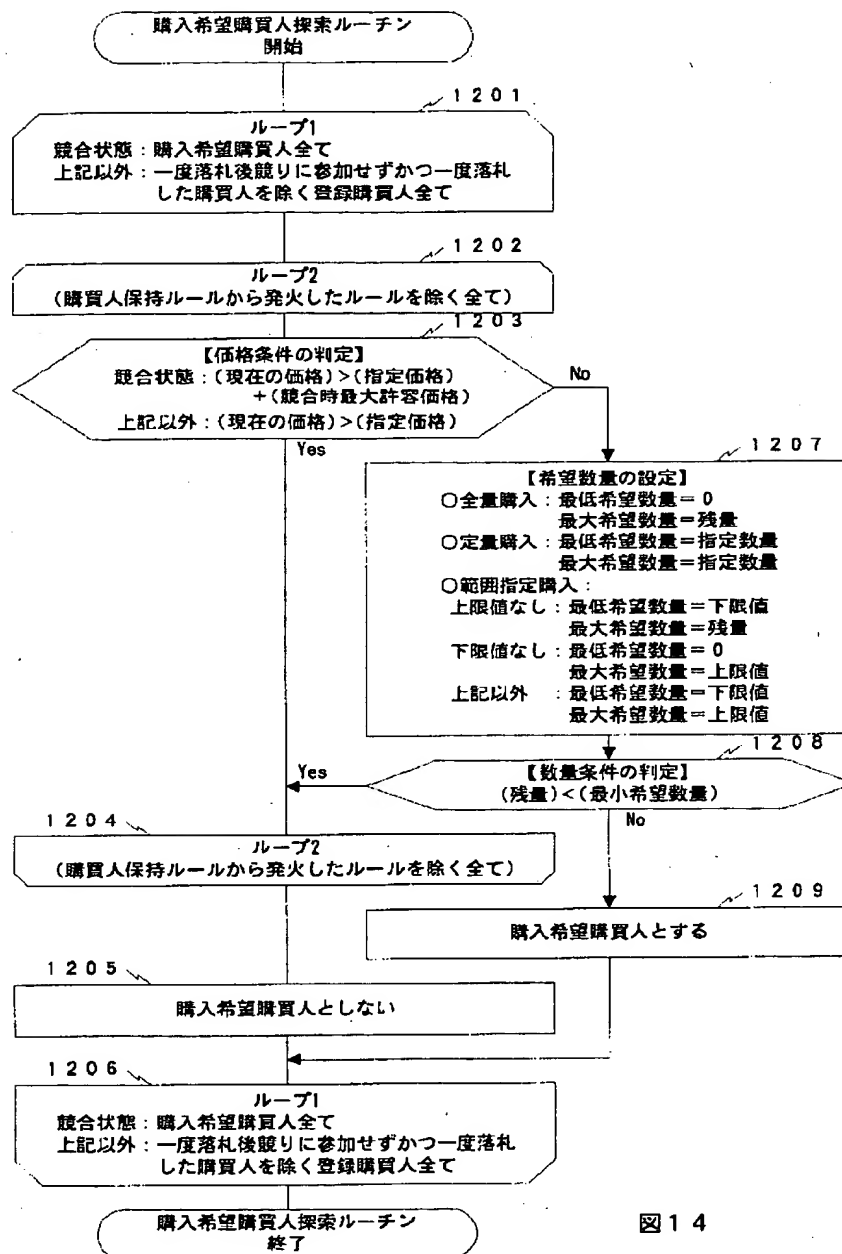 購入希望購買人探索ルーチン
開始
1201
ループ1
競合状態：購入希望購買人全て
上記以外：一度落札後競りに参加せずかつ一度落札
した購買人を除く登録購買人全て
1202
ループ2
（購買人保持ルールから発火したルールを除く全て）
1203
【価格条件の判定】
競合状態：(現在の価格)＞(指定価格)
＋(競合時最大許容価格)
上記以外：(現在の価格)＞(指定価格)
No
Yes
1207
【希望数量の設定】
○全量購入：最低希望数量＝0
最大希望数量＝残量
○定量購入：最低希望数量＝指定数量
最大希望数量＝指定数量
○範囲指定購入：
上限値なし：最低希望数量＝下限値
最大希望数量＝残量
下限値なし：最低希望数量＝0
最大希望数量＝上限値
上記以外　：最低希望数量＝下限値
最大希望数量＝上限値
1208
【数量条件の判定】
(残量)＜(最小希望数量)
Yes
No
1204
ループ2
（購買人保持ルールから発火したルールを除く全て）
1209
購入希望購買人とする
1205
購入希望購買人としない
1206
ループ1
競合状態：購入希望購買人全て
上記以外：一度落札後競りに参加せずかつ一度落札
した購買人を除く登録購買人全て
購入希望購買人探索ルーチン
終了
図14